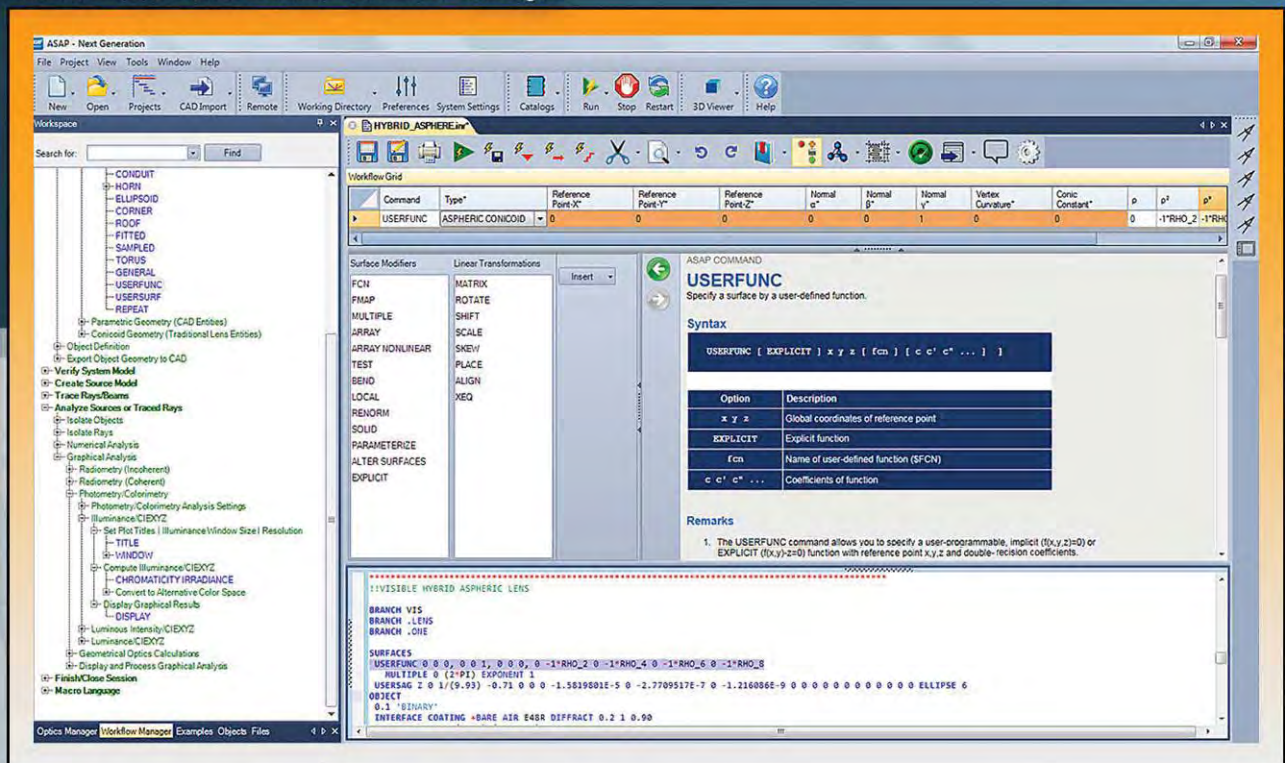 ASAP - Next Generation
File Project View Tools Window Help
New Open Projects CAD Import Remote Working Directory Preferences System Settings Catalogs Run Stop Restart 3D Viewer Help
Workspace
Search for: Find
CONDUIT
HORN
ELLIPSOID
CORNER
ROOF
FITTED
SAMPLED
TORUS
GENERAL
USERFUNC
USERSURF
REPEAT
Parametric Geometry (CAD Entities)
Conicoid Geometry (Traditional Lens Entities)
Object Definition
Export Object Geometry to CAD
Verify System Model
Create Source Model
Trace Rays/Beams
Analyze Sources or Traced Rays
Isolate Objects
Isolate Rays
Numerical Analysis
Graphical Analysis
Radiometry (Incoherent)
Radiometry (Coherent)
Photometry/Colorimetry
Photometry/Colorimetry Analysis Settings
Illuminance/CIEXYZ
Set Plot Titles | Illuminance Window Size | Resolution
TITLE
WINDOW
Compute Illuminance/CIEXYZ
CHROMATICITY IRRADIANCE
Convert to Alternative Color Space
Display Graphical Results
DISPLAY
Luminous Intensity/CIEXYZ
Luminance/CIEXYZ
Geometrical Optics Calculations
Display and Process Graphical Analysis
Finish/Close Session
Macro Language
Optics Manager Workflow Manager Examples Objects Files
HYBRID_ASPHERE.inr*
Workflow Grid
Command Type* Reference Point-X* Reference Point-Y* Reference Point-Z* Normal α* Normal β* Normal γ* Vertex Curvature* Conic Constant* ρ ρ²
USERFUNC ASPHERIC CONICOID 0 0 0 0 0 1 0 0 0 -1*RHO_2 -1*RHO
Surface Modifiers
FCN
FMAP
MULTIPLE
ARRAY
ARRAY NONLINEAR
TEST
BEND
LOCAL
RENORM
SOLID
PARAMETERIZE
ALTER SURFACES
EXPLICIT
Linear Transformations
MATRIX
ROTATE
SHIFT
SCALE
SKEW
PLACE
ALIGN
XEQ
Insert
ASAP COMMAND
USERFUNC
Specify a surface by a user-defined function.
Syntax
USERFUNC [ EXPLICIT ] x y z [ fcn ] [ c c' c" ... ] ]
Option Description
x y z Global coordinates of reference point
EXPLICIT Explicit function
fcn Name of user-defined function ($FCN)
c c' c" ... Coefficients of function
Remarks
1. The USERFUNC command allows you to specify a user-programmable, implicit (f(x,y,z)=0) or
EXPLICIT (f(x,y)-z=0) function with reference point x,y,z and double- recision coefficients.
!!VISIBLE HYBRID ASPHERIC LENS
BRANCH VIS
BRANCH .LENS
BRANCH .ONE
SURFACES
USERFUNC 0 0 0, 0 0 1, 0 0 0, 0 -1*RHO_2 0 -1*RHO_4 0 -1*RHO_6 0 -1*RHO_8
MULTIPLE 0 (2*PI) EXPONENT 1
USERSAG Z 0 1/(9.93) -0.71 0 0 0 -1.5819801E-5 0 -2.7709517E-7 0 -1.216086E-9 0 0 0 0 0 0 0 0 0 0 0 0 ELLIPSE 6
OBJECT
0.1 'BINARY'
INTERFACE COATING +BARE AIR E48R DIFFRACT 0.2 1 0.90